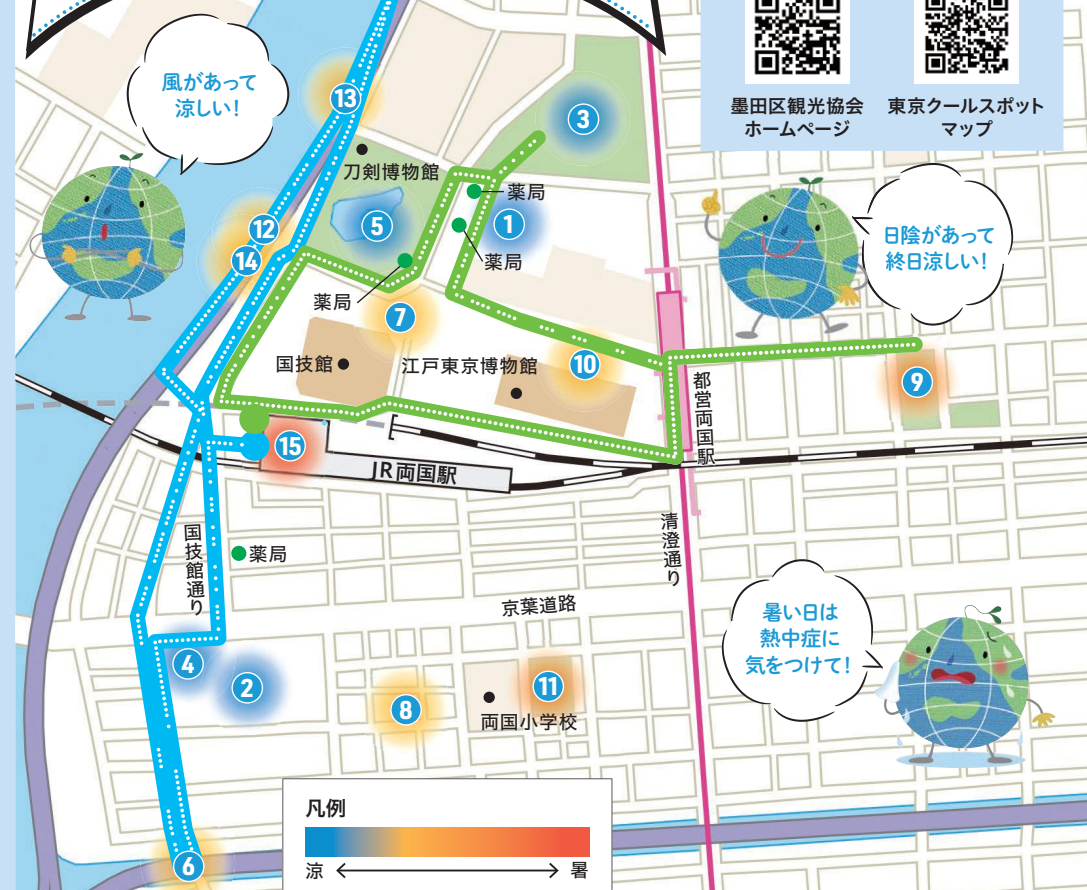 風があって
涼しい!
墨田区観光協会
ホームページ
東京クールスポット
マップ
13
3
刀剣博物館
薬局
12
5
1
日陰があって
終日涼しい!
14
薬局
薬局
7
国技館
江戸東京博物館
10
都営両国駅
9
15
JR両国駅
国技館通り
薬局
清澄通り
京葉道路
暑い日は
熱中症に
気をつけて!
4
2
8
11
両国小学校
凡例
涼
暑
6